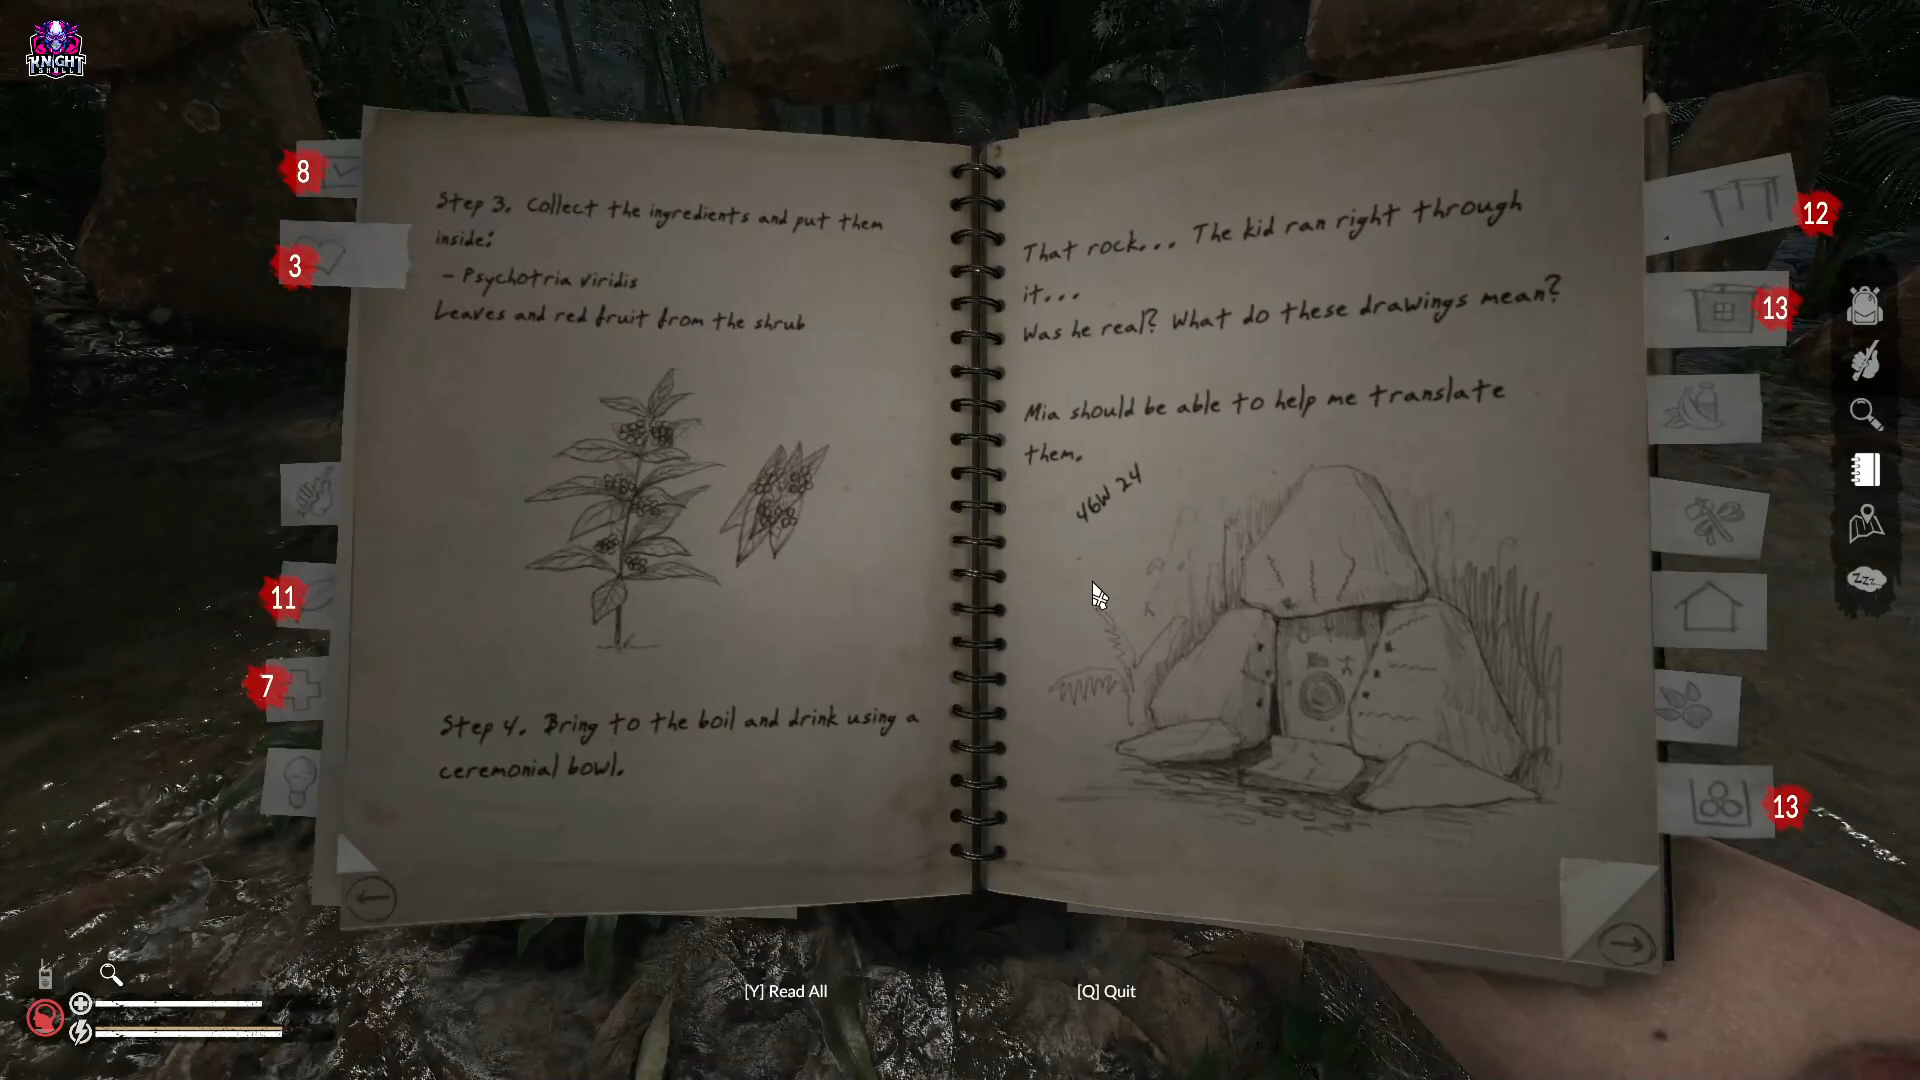 KNIGHT
SKULL
8
3
11
7
Step 3. Collect the ingredients and put them
inside:
- Psychotria viridis
Leaves and red fruit from the shrub
Step 4. Bring to the boil and drink using a
ceremonial bowl.
That rock... The kid ran right through
it...
Was he real? What do these drawings mean?
Mia should be able to help me translate
them.
46W 24
12
13
13
ZZZ...
[Y] Read All
[Q] Quit